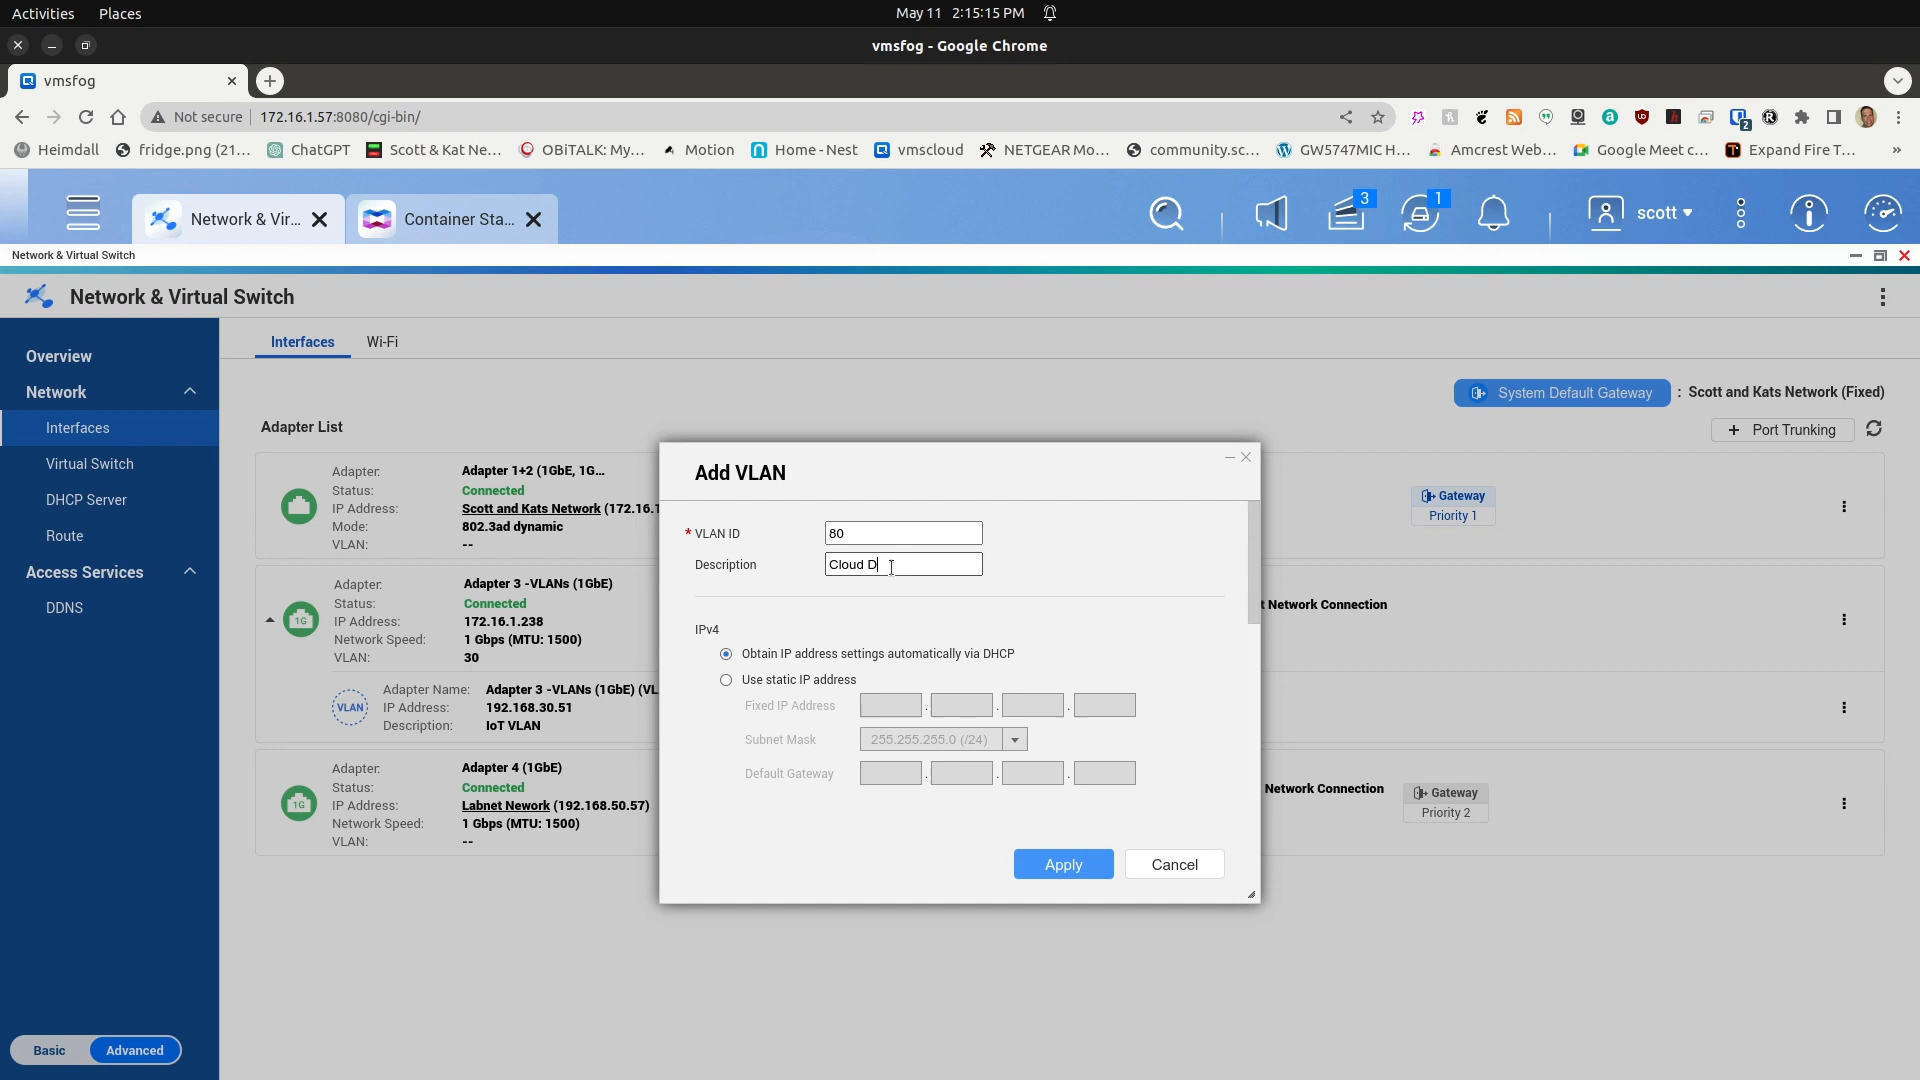 Activities Places May 11 2:15:15 PM
vmsfog - Google Chrome
vmsfog
Not secure 172.16.1.57:8080/cgi-bin/
2
Heimdall fridge.png (21... ChatGPT Scott & Kat Ne... OBiTALK: My,... Motion Home - Nest vmscloud NETGEAR Mo... community.sc... GW5747MIC H... Amcrest Web... Google Meet c... Expand Fire T... »
Network & Vir... Container Sta... 3 1 scott
Network & Virtual Switch
Network & Virtual Switch
Overview
Network
Interfaces
Virtual Switch
DHCP Server
Route
Access Services
DDNS
Basic Advanced
Interfaces Wi-Fi
System Default Gateway : Scott and Kats Network (Fixed)
Adapter List
+ Port Trunking
Adapter: Adapter 1+2 (1GbE, 1G...
Status: Connected
IP Address: Scott and Kats Network (172.16.1
Mode: 802.3ad dynamic
VLAN: --
Gateway
Priority 1
Adapter: Adapter 3 -VLANs (1GbE)
Status: Connected
IP Address: 172.16.1.238
Network Speed: 1 Gbps (MTU: 1500)
VLAN: 30
1G
t Network Connection
VLAN
Adapter Name: Adapter 3 -VLANs (1GbE) (VL
IP Address: 192.168.30.51
Description: IoT VLAN
Adapter: Adapter 4 (1GbE)
Status: Connected
IP Address: Labnet Nework (192.168.50.57)
Network Speed: 1 Gbps (MTU: 1500)
VLAN: --
1G
Network Connection
Gateway
Priority 2
Add VLAN
* VLAN ID 80
Description Cloud D
IPv4
Obtain IP address settings automatically via DHCP
Use static IP address
Fixed IP Address . . .
Subnet Mask 255.255.255.0 (/24)
Default Gateway . . .
Apply Cancel